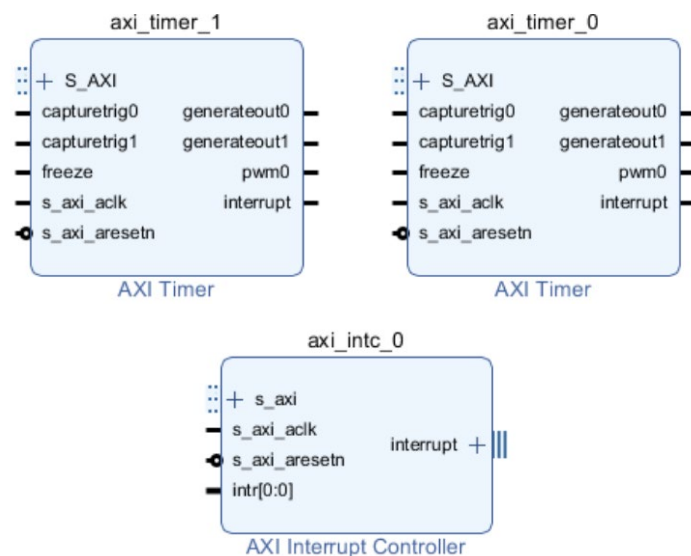 axi_timer_1
+ S_AXI
capturetrig0 generateout0
capturetrig1 generateout1
freeze pwm0
s_axi_aclk interrupt
s_axi_aresetn
AXI Timer
axi_timer_0
+ S_AXI
capturetrig0 generateout0
capturetrig1 generateout1
freeze pwm0
s_axi_aclk interrupt
s_axi_aresetn
AXI Timer
axi_intc_0
+ s_axi
s_axi_aclk
interrupt +
s_axi_aresetn
intr[0:0]
AXI Interrupt Controller